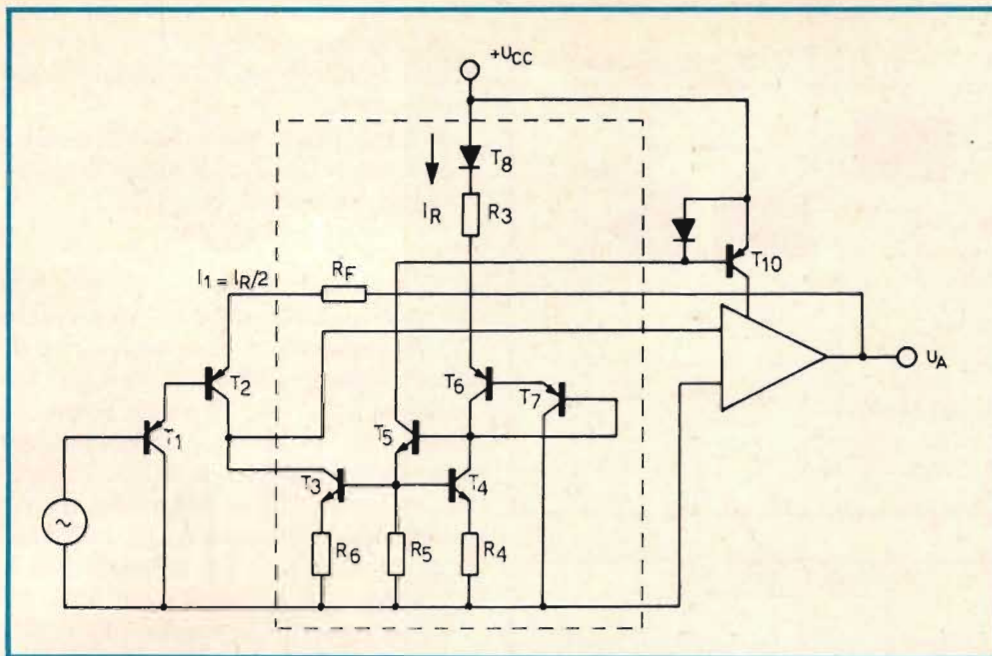 +UCC
T8
IR
R3
T10
I1 = IR/2
RF
UA
T2
T6
T7
T1
T5
T3
T4
R6
R5
R4
~